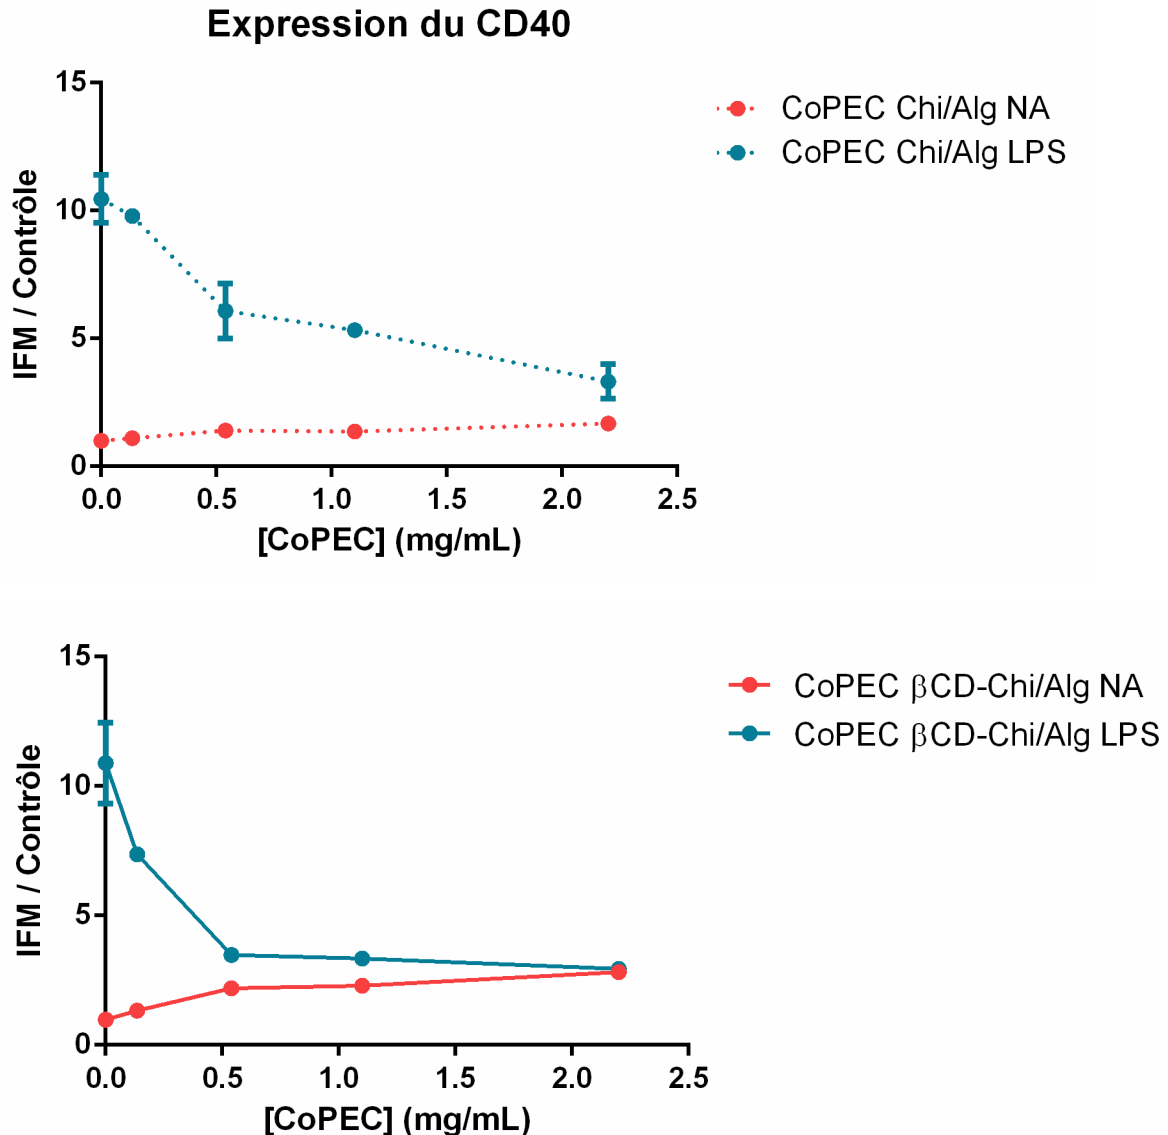 Expression du CD40
15
10
5
0
IFM / Contrôle
0.0 0.5 1.0 1.5 2.0 2.5
[CoPEC] (mg/mL)
CoPEC Chi/Alg NA
CoPEC Chi/Alg LPS
15
10
5
0
IFM / Contrôle
0.0 0.5 1.0 1.5 2.0 2.5
[CoPEC] (mg/mL)
CoPEC βCD-Chi/Alg NA
CoPEC βCD-Chi/Alg LPS